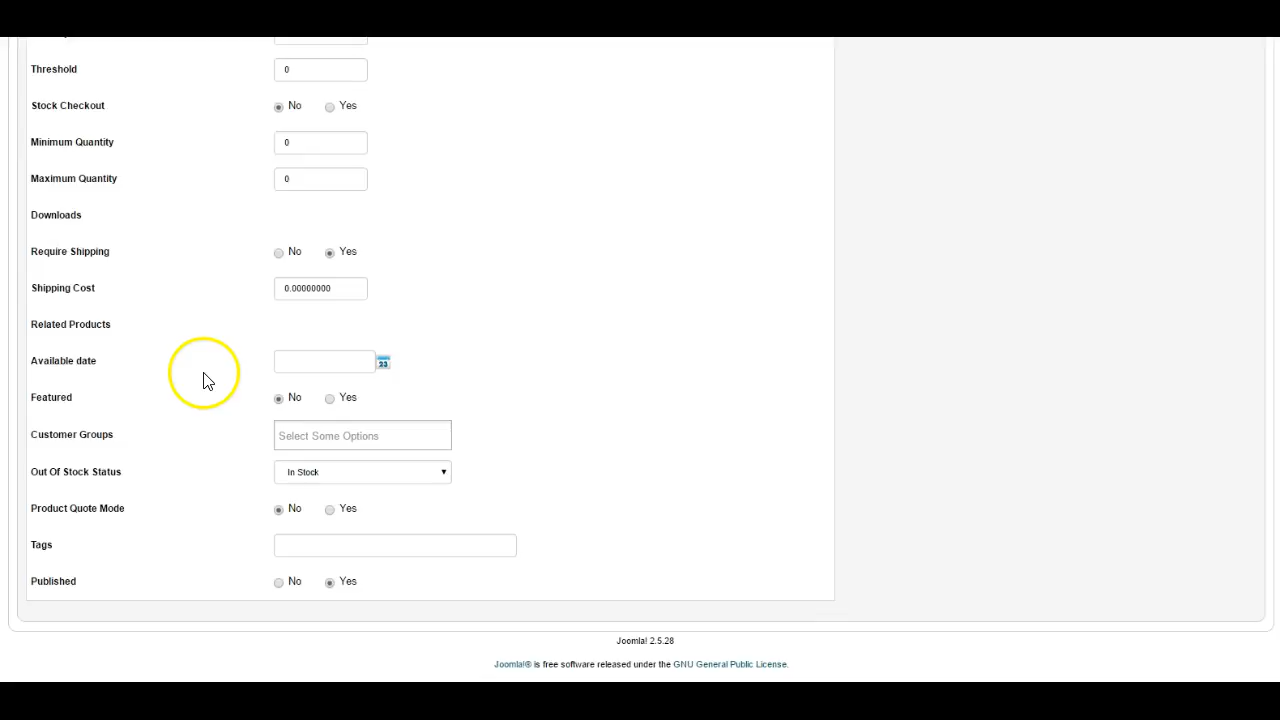 Threshold 0
Stock Checkout No Yes
Minimum Quantity 0
Maximum Quantity 0
Downloads
Require Shipping No Yes
Shipping Cost 0.00000000
Related Products
Available date 23
Featured No Yes
Customer Groups Select Some Options
Out Of Stock Status In Stock
Product Quote Mode No Yes
Tags
Published No Yes
Joomla! 2.5.28
Joomla!® is free software released under the GNU General Public License.